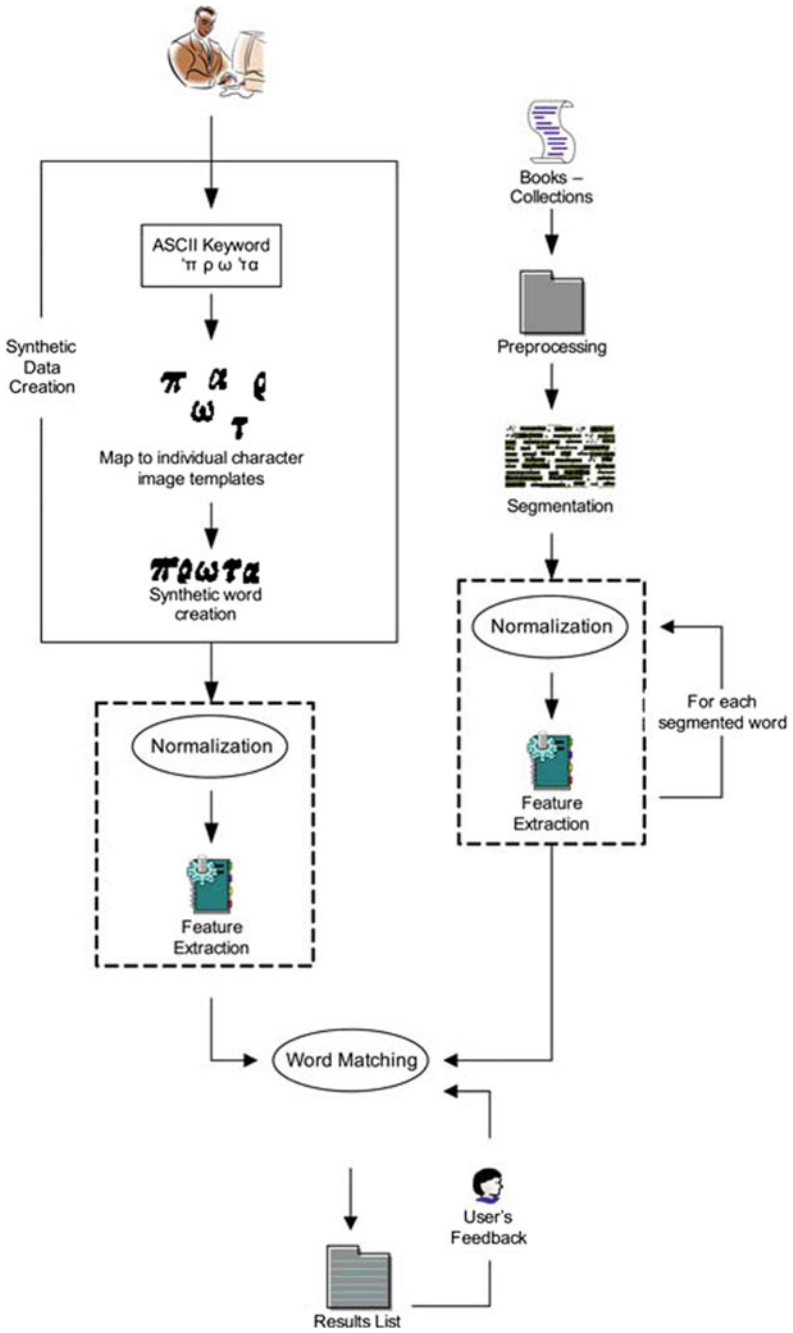 Synthetic
Data
Creation
ASCII Keyword
'π ρ ω 'τα
π α ρ
ω
τ
Map to individual character
image templates
πρωτα
Synthetic word
creation
Normalization
Feature
Extraction
Books –
Collections
Preprocessing
Segmentation
Normalization
Feature
Extraction
For each
segmented word
Word Matching
User's
Feedback
Results List